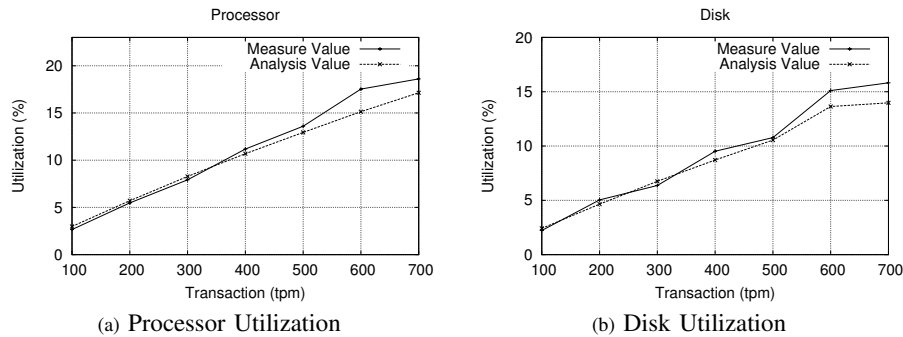 Processor
Measure Value
Analysis Value
Utilization (%)
20
15
10
5
0
100 200 300 400 500 600 700
Transaction (tpm)
(a) Processor Utilization
Disk
Measure Value
Analysis Value
Utilization (%)
20
15
10
5
0
100 200 300 400 500 600 700
Transaction (tpm)
(b) Disk Utilization